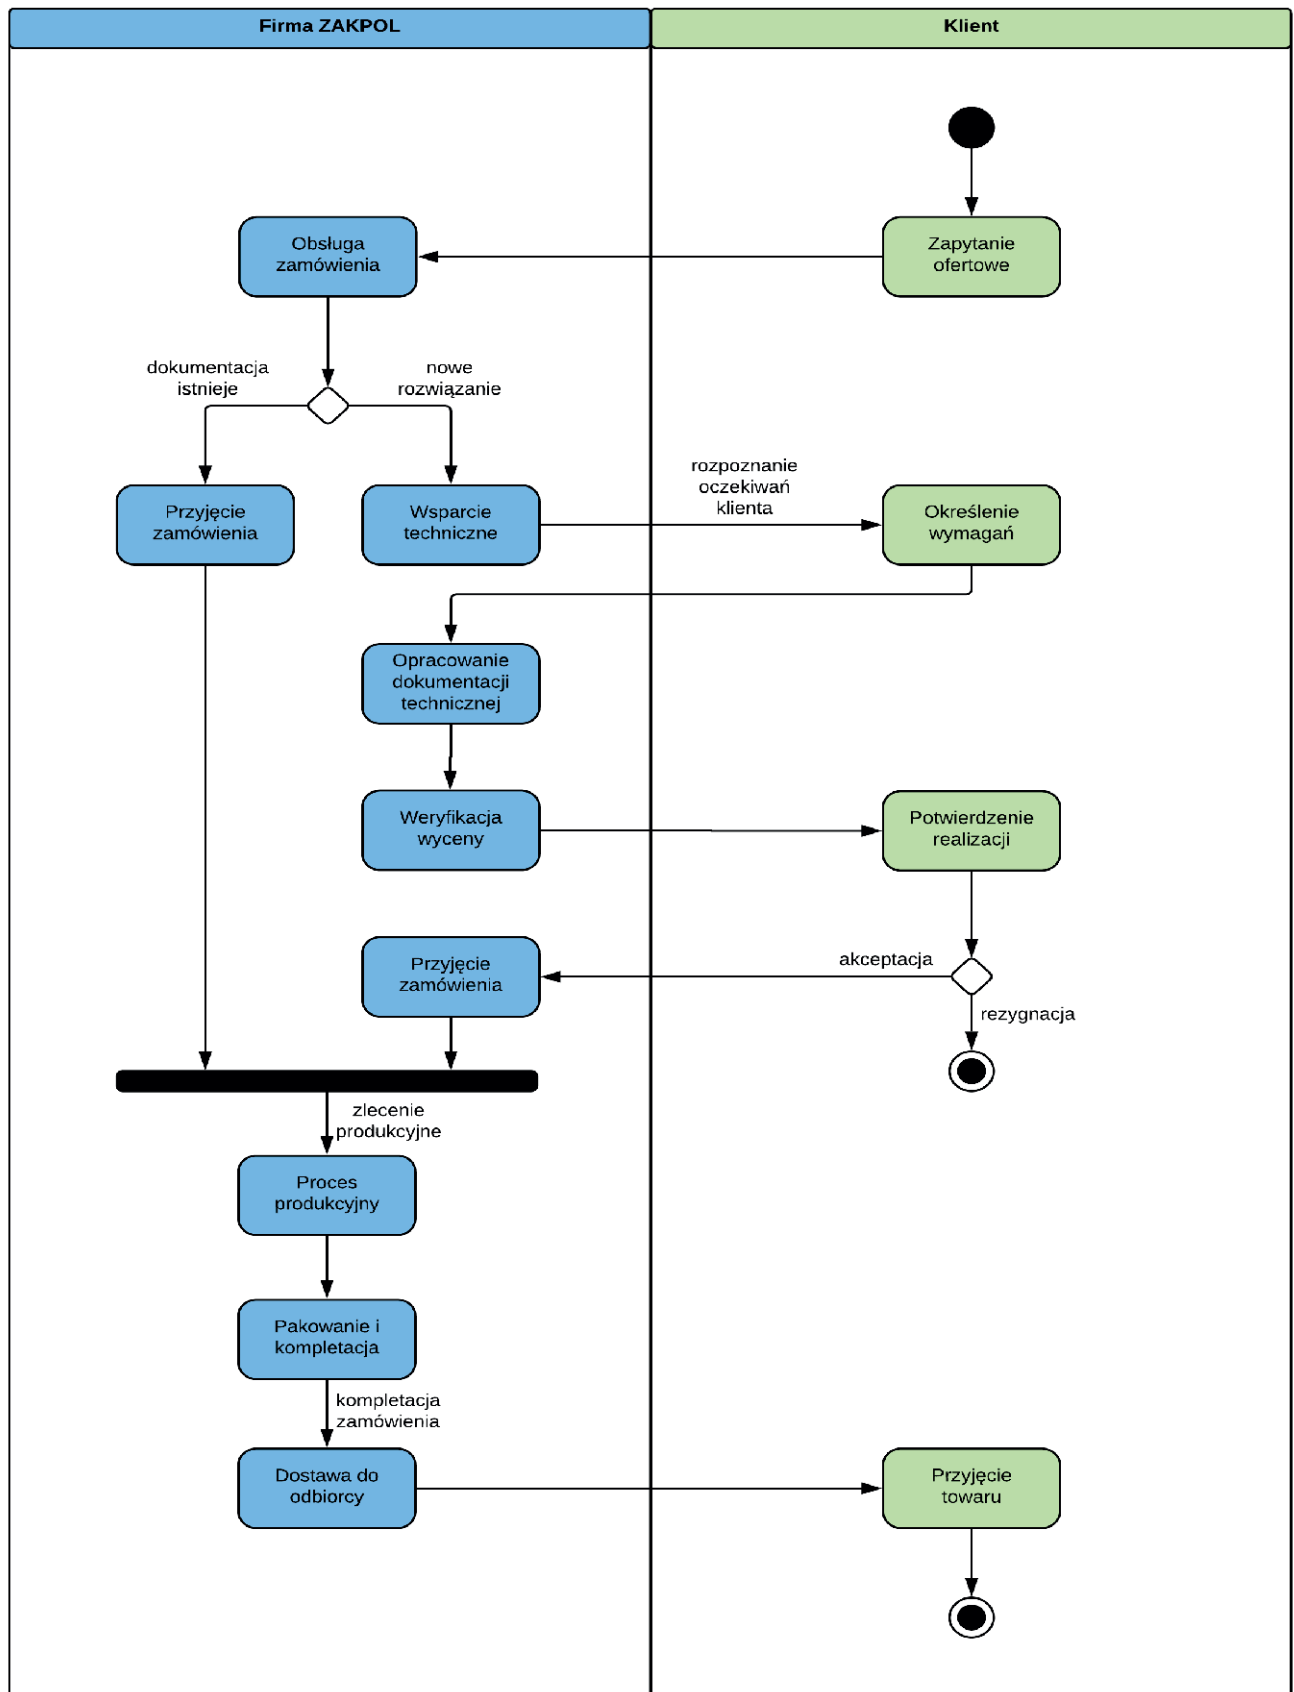 Firma ZAKPOL
Klient
Obsługa
zamówienia
Zapytanie
ofertowe
dokumentacja
istnieje
nowe
rozwiązanie
Przyjęcie
zamówienia
Wsparcie
techniczne
rozpoznanie
oczekiwań
klienta
Określenie
wymagań
Opracowanie
dokumentacji
technicznej
Weryfikacja
wyceny
Potwierdzenie
realizacji
Przyjęcie
zamówienia
akceptacja
rezygnacja
zlecenie
produkcyjne
Proces
produkcyjny
Pakowanie i
kompletacja
kompletacja
zamówienia
Dostawa do
odbiorcy
Przyjęcie
towaru